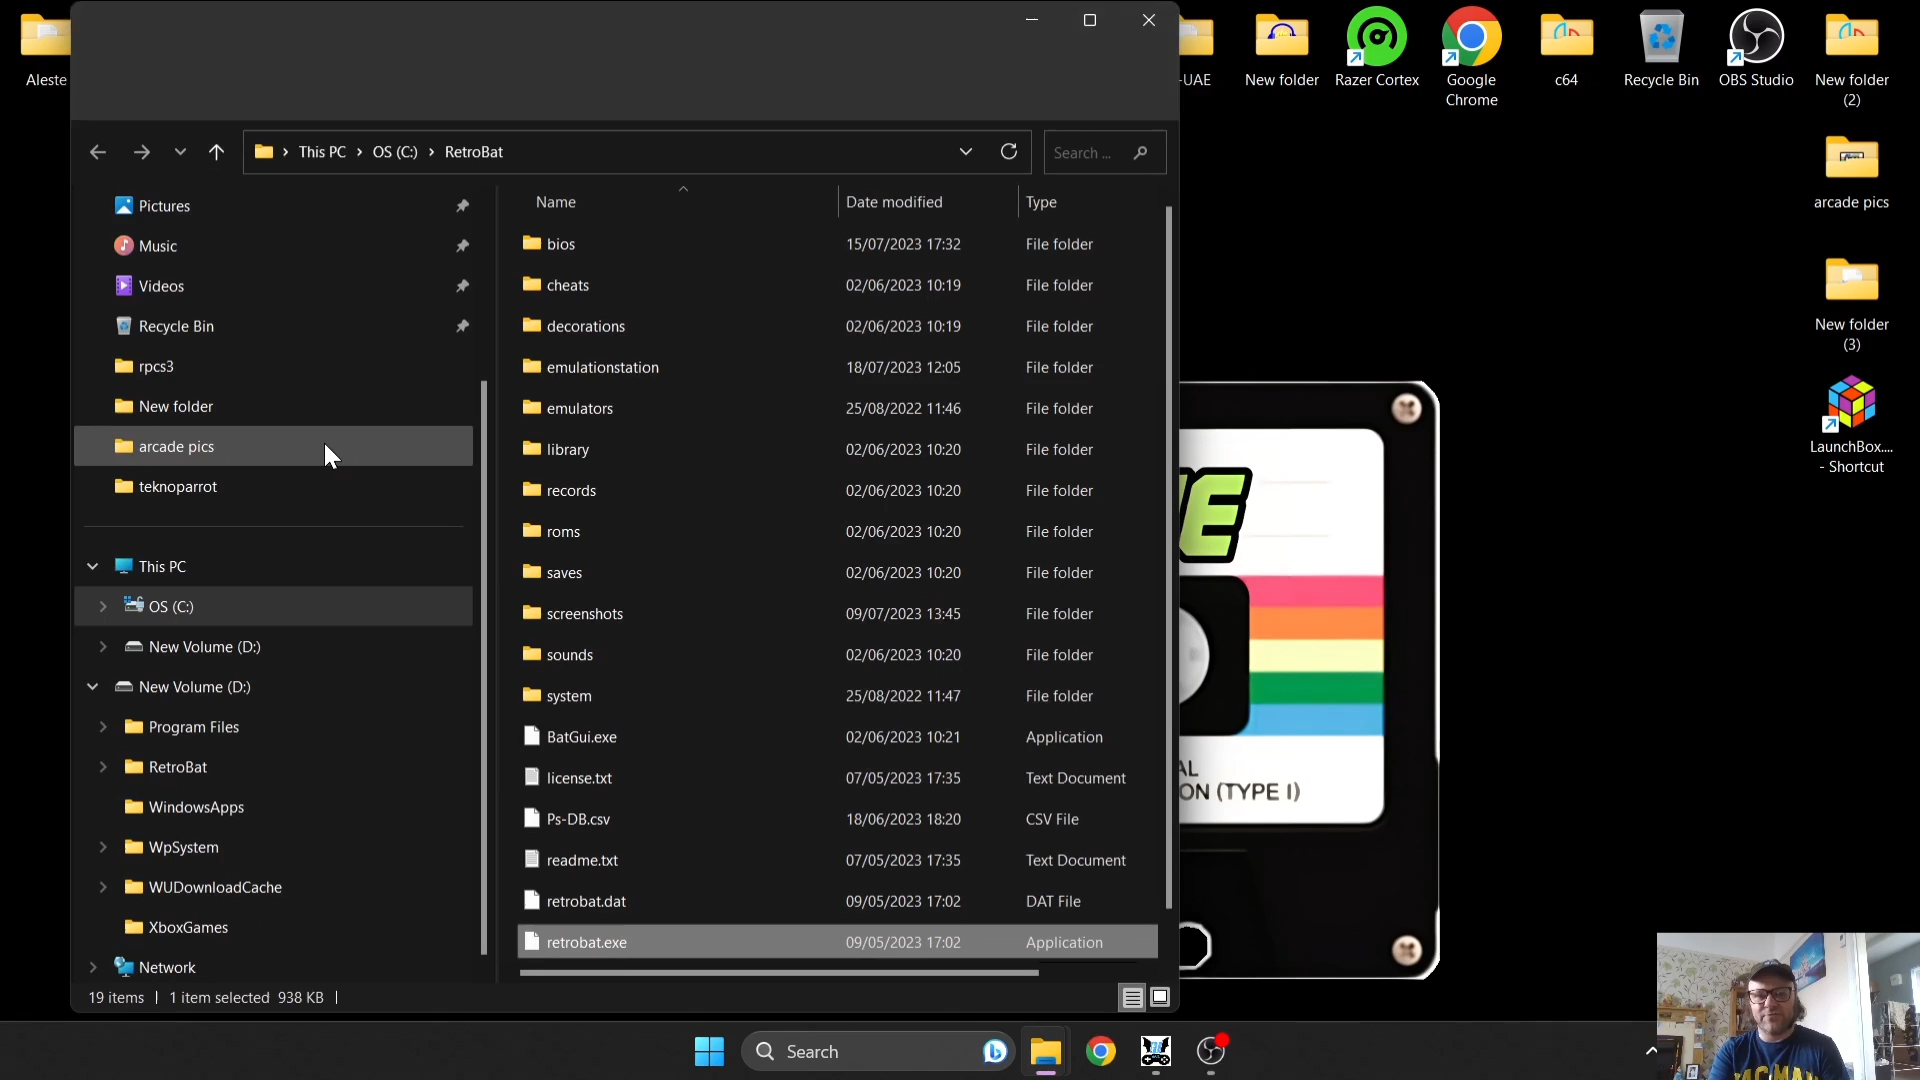 Aleste
-UAE
New folder
Razer Cortex
Google
Chrome
c64
Recycle Bin
OBS Studio
New folder
(2)
arcade pics
New folder
(3)
LaunchBox....
- Shortcut
This PC
OS (C:)
RetroBat
Search ...
Pictures
Music
Videos
Recycle Bin
rpcs3
New folder
arcade pics
teknoparrot
This PC
OS (C:)
New Volume (D:)
New Volume (D:)
Program Files
RetroBat
WindowsApps
WpSystem
WUDownloadCache
XboxGames
Network
Name Date modified Type
bios 15/07/2023 17:32 File folder
cheats 02/06/2023 10:19 File folder
decorations 02/06/2023 10:19 File folder
emulationstation 18/07/2023 12:05 File folder
emulators 25/08/2022 11:46 File folder
library 02/06/2023 10:20 File folder
records 02/06/2023 10:20 File folder
roms 02/06/2023 10:20 File folder
saves 02/06/2023 10:20 File folder
screenshots 09/07/2023 13:45 File folder
sounds 02/06/2023 10:20 File folder
system 25/08/2022 11:47 File folder
BatGui.exe 02/06/2023 10:21 Application
license.txt 07/05/2023 17:35 Text Document
Ps-DB.csv 18/06/2023 18:20 CSV File
readme.txt 07/05/2023 17:35 Text Document
retrobat.dat 09/05/2023 17:02 DAT File
retrobat.exe 09/05/2023 17:02 Application
19 items 1 item selected 938 KB
E
AL
ON (TYPE I)
Search